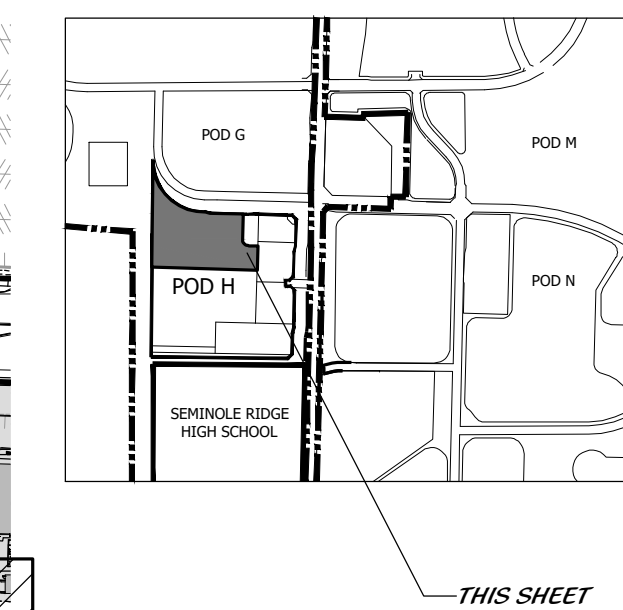 POD G
POD M
POD H
POD N
SEMINOLE RIDGE
HIGH SCHOOL
THIS SHEET